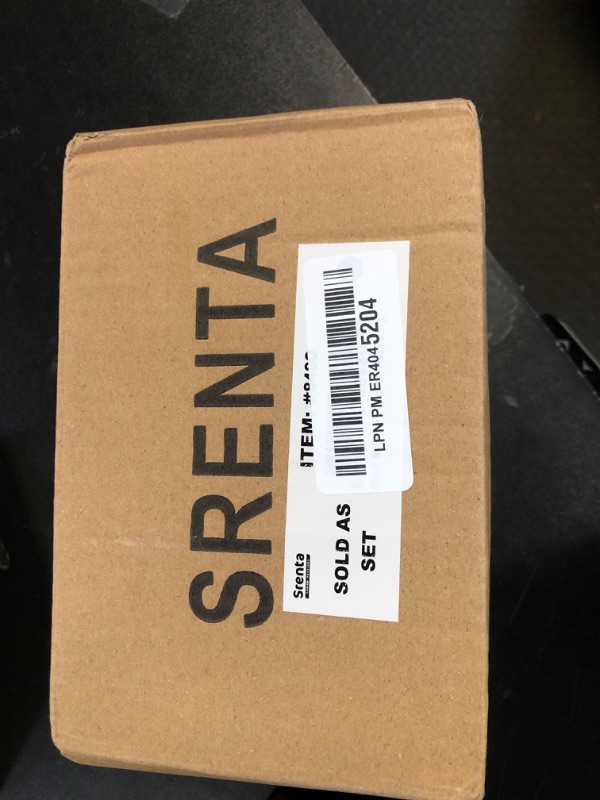 SRENTA
Srenta
ITEM:
SOLD AS
SET
LPN PM ER4045204